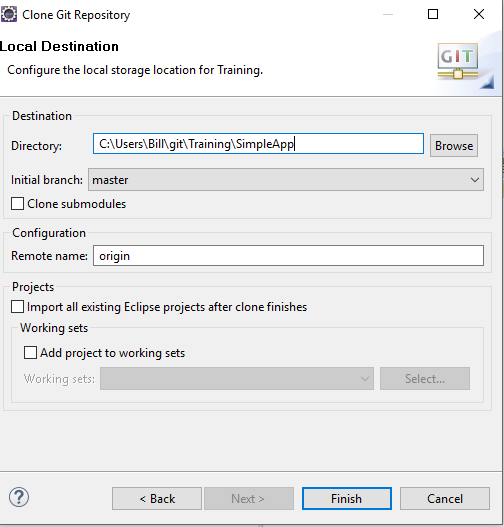 Clone Git Repository
Local Destination
Configure the local storage location for Training.
GIT
Destination
Directory: C:\Users\Bill\git\Training\SimpleApp Browse
Initial branch: master
Clone submodules
Configuration
Remote name: origin
Projects
Import all existing Eclipse projects after clone finishes
Working sets
Add project to working sets
Working sets: Select...
? < Back Next > Finish Cancel